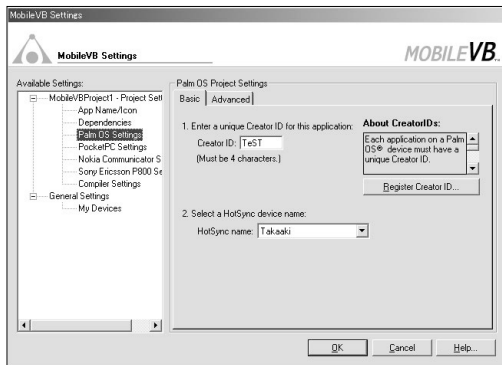 MobileVB Settings
MobileVB Settings
MOBILEVB
Available Settings:
MobileVBProject1 - Project Sett
App Name/Icon
Dependencies
Palm OS Settings
PocketPC Settings
Nokia Communicator S
Sony Ericsson P800 Se
Compiler Settings
General Settings
My Devices
Palm OS Project Settings
Basic
Advanced
1. Enter a unique Creator ID for this application:
Creator ID: TeST
(Must be 4 characters.)
About CreatorIDs:
Each application on a Palm
OS® device must have a
unique Creator ID.
Register Creator ID...
2. Select a HotSync device name:
HotSync name: Takaaki
OK
Cancel
Help...